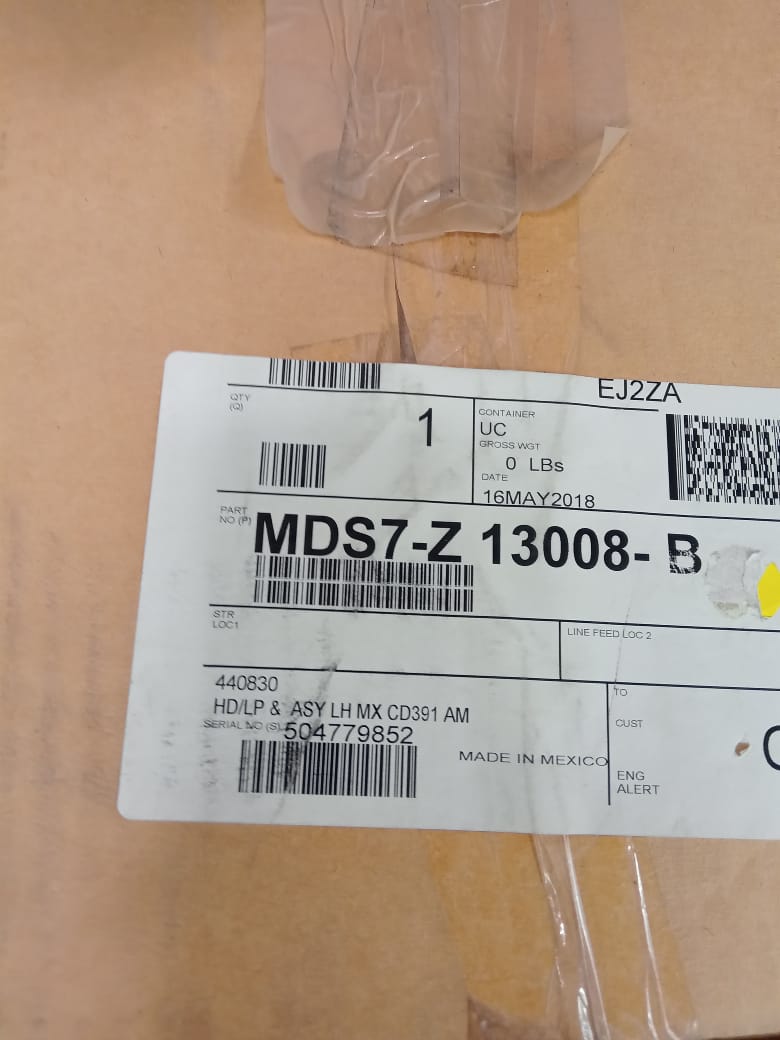 EJ2ZA
QTY
(Q)
1
CONTAINER
UC
GROSS WGT
0 LBs
DATE
16MAY2018
PART
NO (P)
MDS7-Z 13008- B
STR
LOC1
LINE FEED LOC 2
440830
HD/LP & ASY LH MX CD391 AM
SERIAL NO (S) 504779852
MADE IN MEXICO
TO
CUST
ENG
ALERT